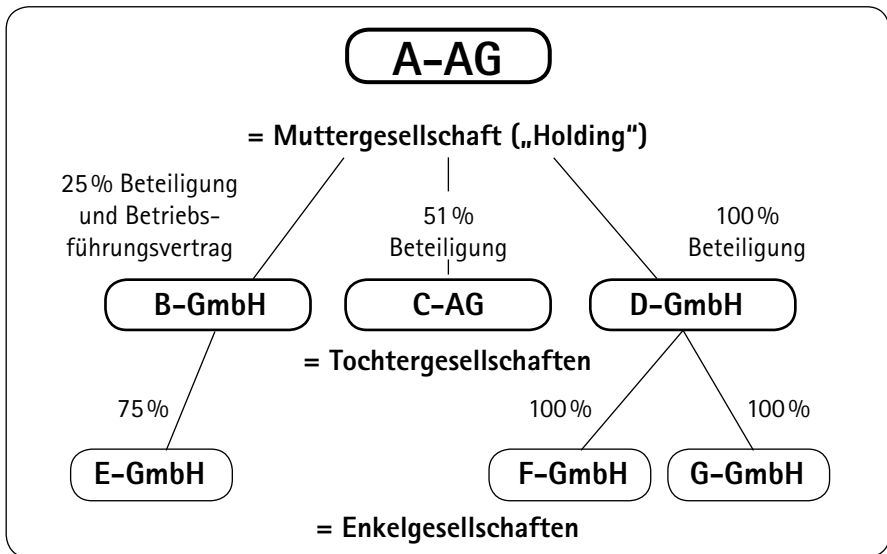 A-AG
= Muttergesellschaft („Holding“)
25 % Beteiligung
und Betriebs-
führungsvertrag
51 %
Beteiligung
100 %
Beteiligung
B-GmbH
C-AG
D-GmbH
= Tochtergesellschaften
75 %
100 %
100 %
E-GmbH
F-GmbH
G-GmbH
= Enkelgesellschaften